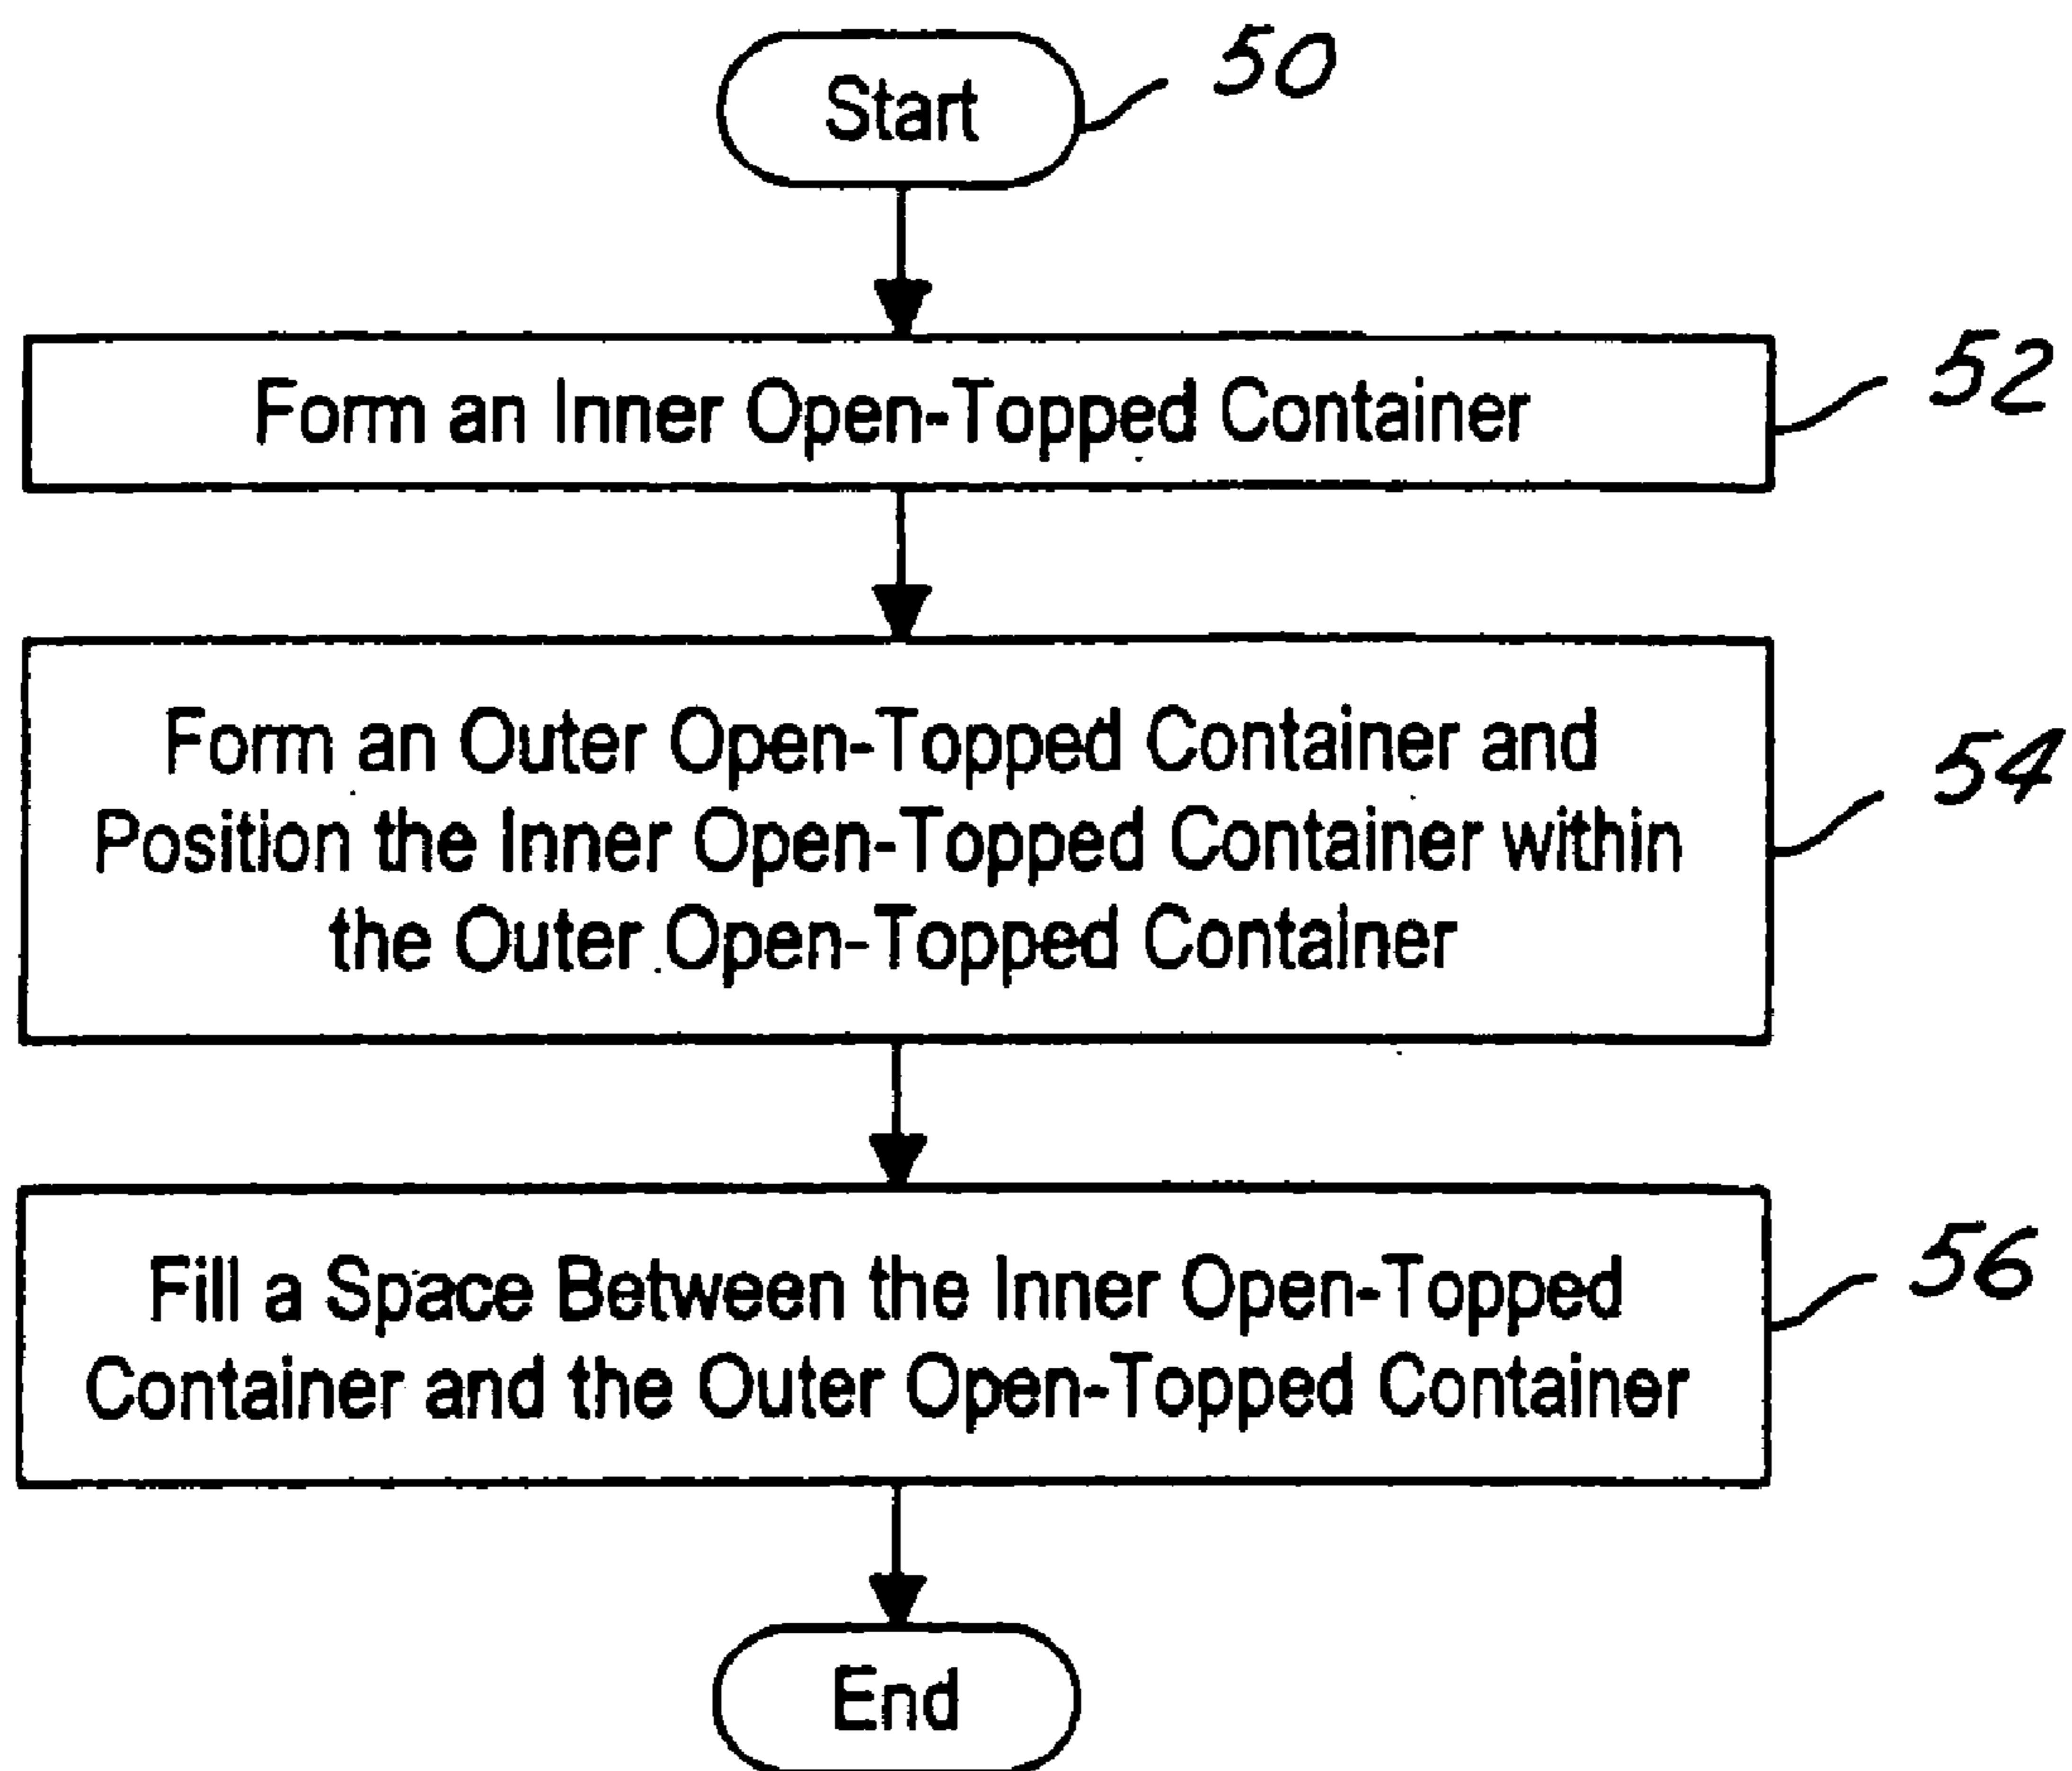 Start
50
Form an Inner Open-Topped Container
52
Form an Outer Open-Topped Container and
Position the Inner Open-Topped Container within
the Outer Open-Topped Container
54
Fill a Space Between the Inner Open-Topped
Container and the Outer Open-Topped Container
56
End